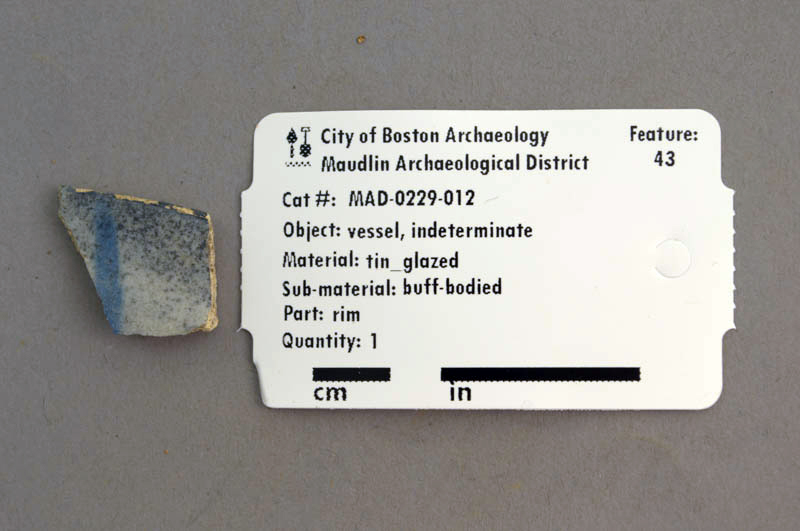 City of Boston Archaeology
Maudlin Archaeological District
Feature:
43
Cat #: MAD-0229-012
Object: vessel, indeterminate
Material: tin_glazed
Sub-material: buff-bodied
Part: rim
Quantity: 1
cm in